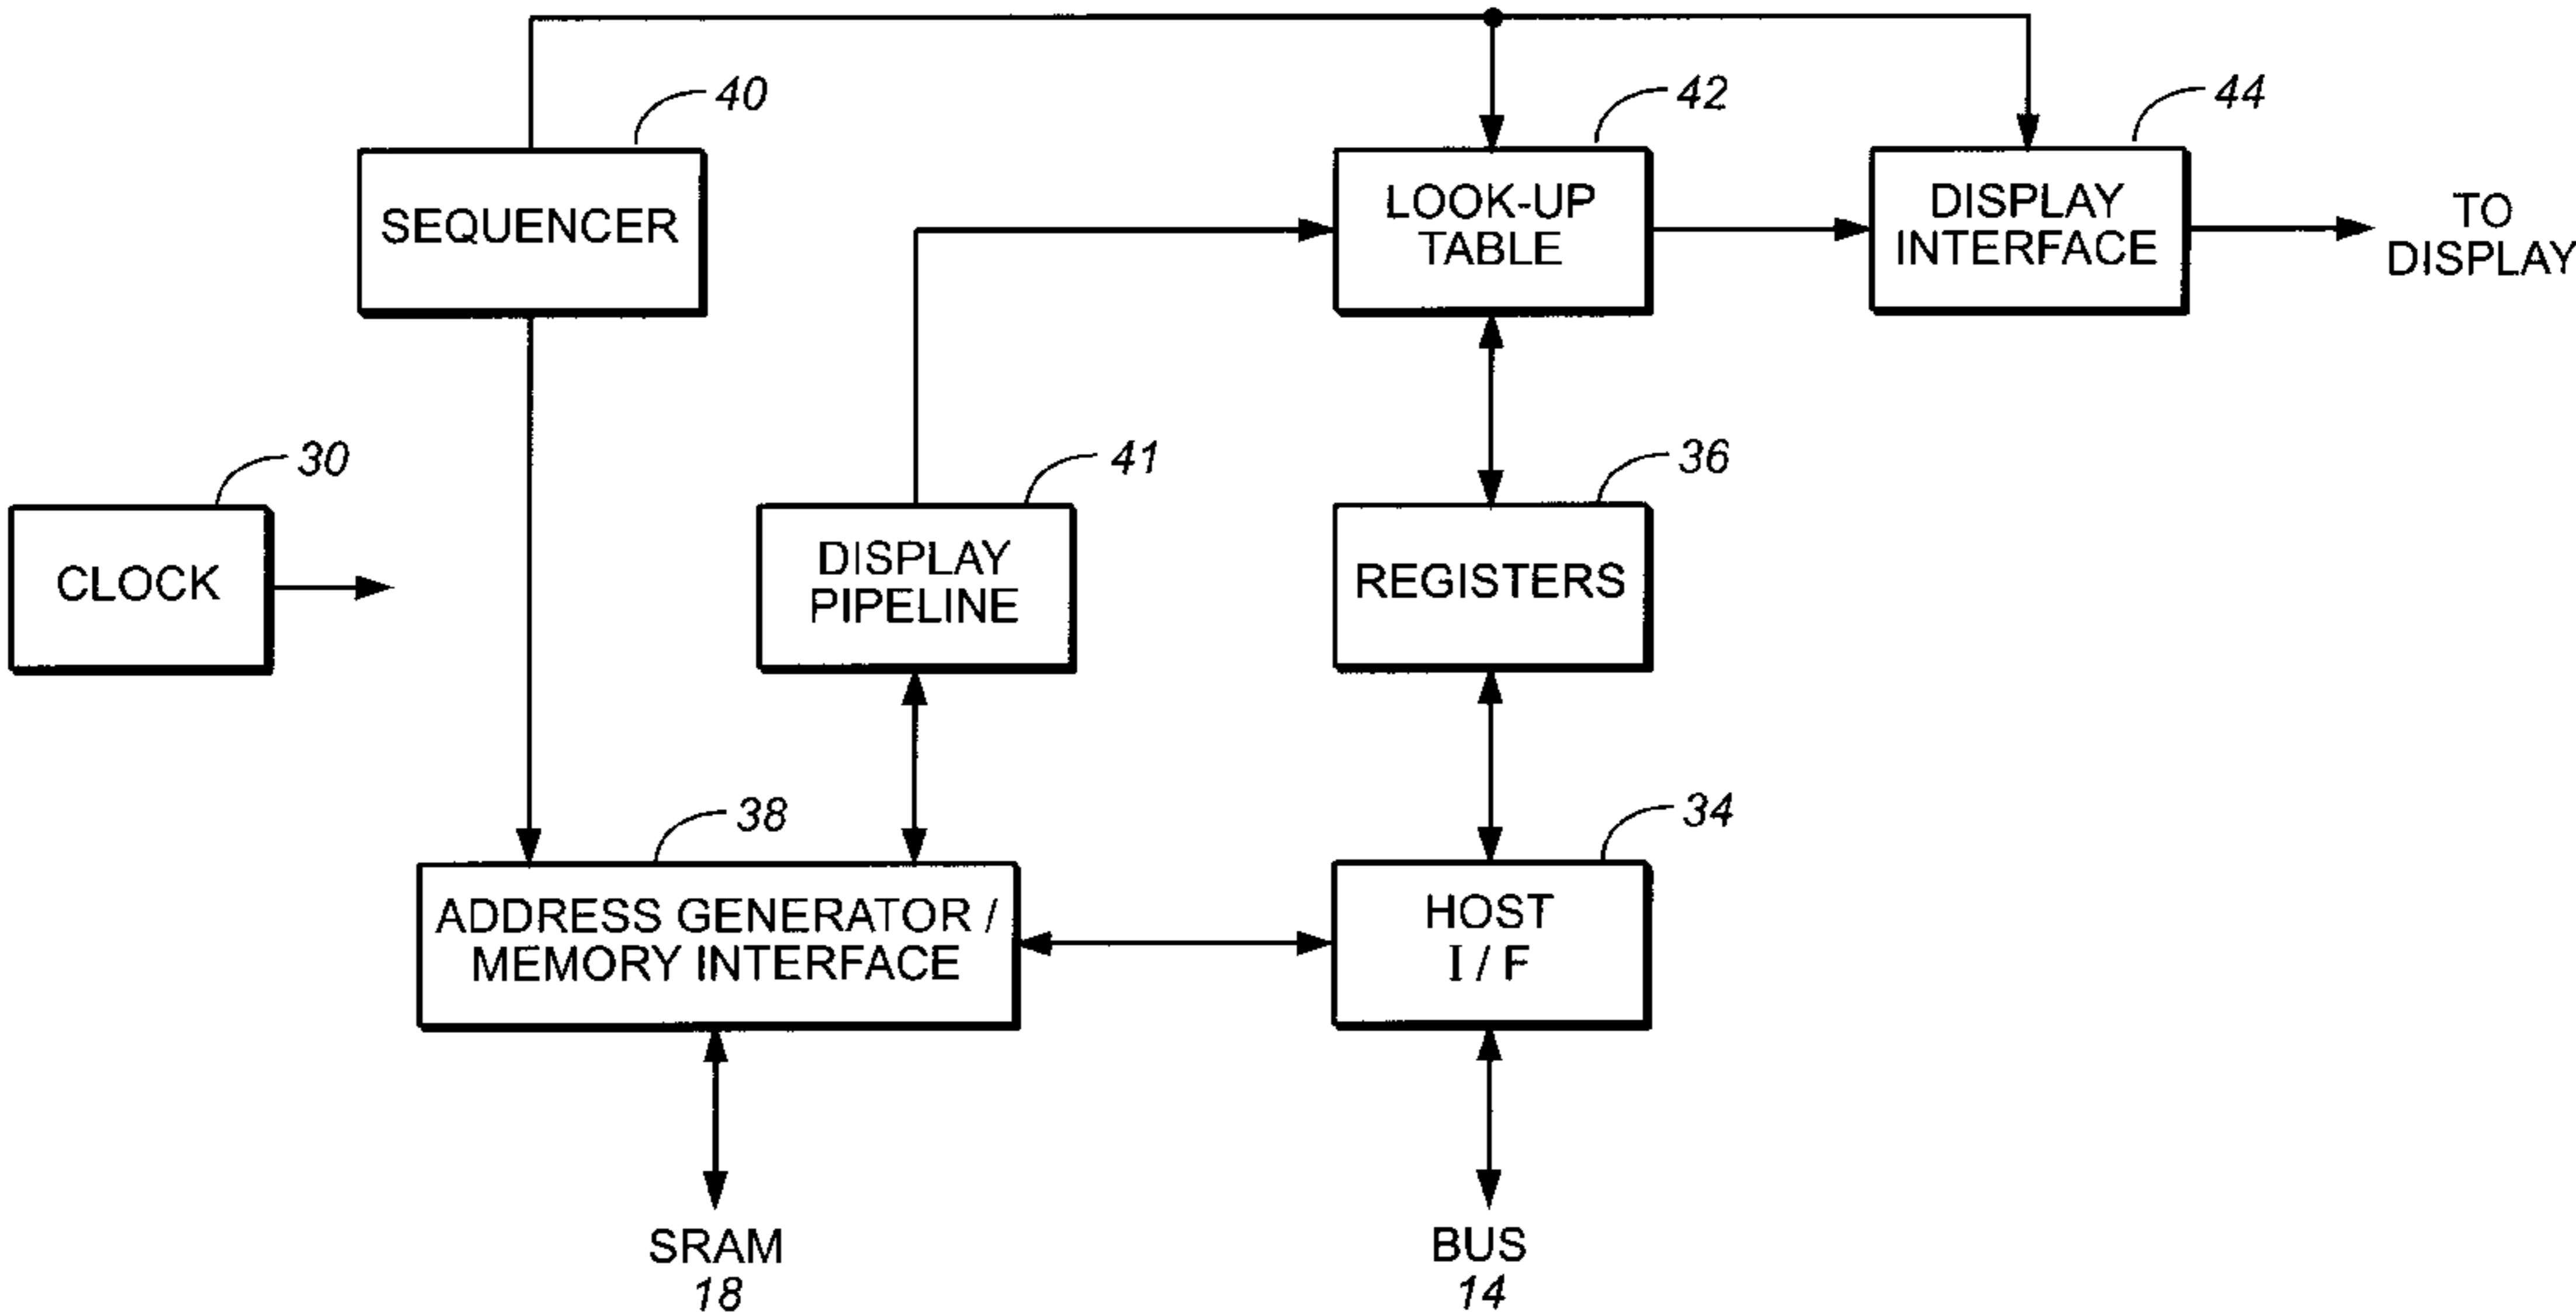 40
42
44
SEQUENCER
LOOK-UP
TABLE
DISPLAY
INTERFACE
TO
DISPLAY
30
41
36
CLOCK
DISPLAY
PIPELINE
REGISTERS
38
34
ADDRESS GENERATOR /
MEMORY INTERFACE
HOST
I / F
SRAM
18
BUS
14